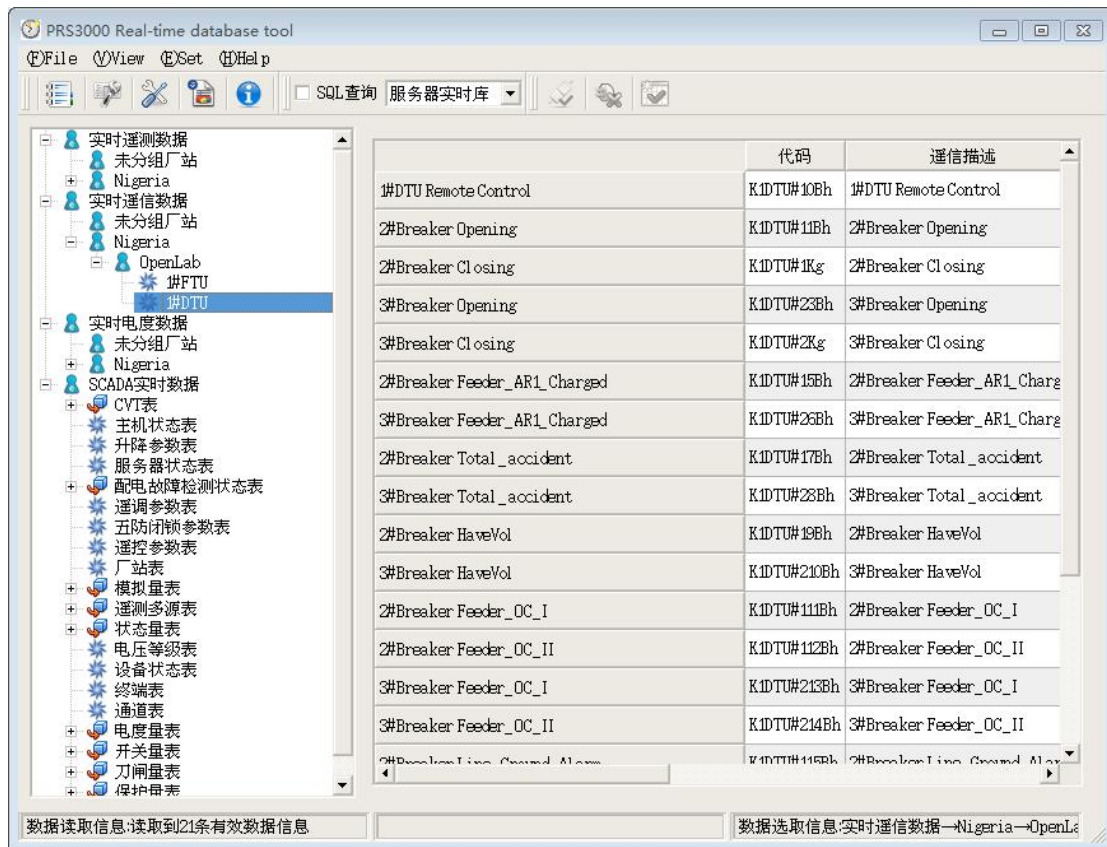 PRS3000 Real-time database tool
(F)File (V)View (E)Set (H)Help
SQL查询 服务器实时库
实时遥测数据
未分组厂站
Nigeria
实时遥信数据
未分组厂站
Nigeria
OpenLab
1#FTU
1#DTU
实时电度数据
未分组厂站
Nigeria
SCADA实时数据
CVT表
主机状态表
升降参数表
服务器状态表
配电故障检测状态表
遥调参数表
五防闭锁参数表
遥控参数表
厂站表
模拟量表
遥测多源表
状态量表
电压等级表
设备状态表
终端表
通道表
电度量表
开关量表
刀闸量表
保护量表
代码 遥信描述
1#DTU Remote Control K1DTU#10Bh 1#DTU Remote Control
2#Breaker Opening K1DTU#11Bh 2#Breaker Opening
2#Breaker Closing K1DTU#1Kg 2#Breaker Closing
3#Breaker Opening K1DTU#23Bh 3#Breaker Opening
3#Breaker Closing K1DTU#2Kg 3#Breaker Closing
2#Breaker Feeder_AR1_Charged K1DTU#15Bh 2#Breaker Feeder_AR1_Charg
3#Breaker Feeder_AR1_Charged K1DTU#26Bh 3#Breaker Feeder_AR1_Charg
2#Breaker Total_accident K1DTU#17Bh 2#Breaker Total_accident
3#Breaker Total_accident K1DTU#28Bh 3#Breaker Total_accident
2#Breaker HaveVol K1DTU#19Bh 2#Breaker HaveVol
3#Breaker HaveVol K1DTU#210Bh 3#Breaker HaveVol
2#Breaker Feeder_OC_I K1DTU#111Bh 2#Breaker Feeder_OC_I
2#Breaker Feeder_OC_II K1DTU#112Bh 2#Breaker Feeder_OC_II
3#Breaker Feeder_OC_I K1DTU#213Bh 3#Breaker Feeder_OC_I
3#Breaker Feeder_OC_II K1DTU#214Bh 3#Breaker Feeder_OC_II
2#Breaker Line_Ground_Alarm K1DTU#115Bh 2#Breaker Line_Ground_Alar
数据读取信息:读取到21条有效数据信息
数据选取信息:实时遥信数据→Nigeria→OpenLa